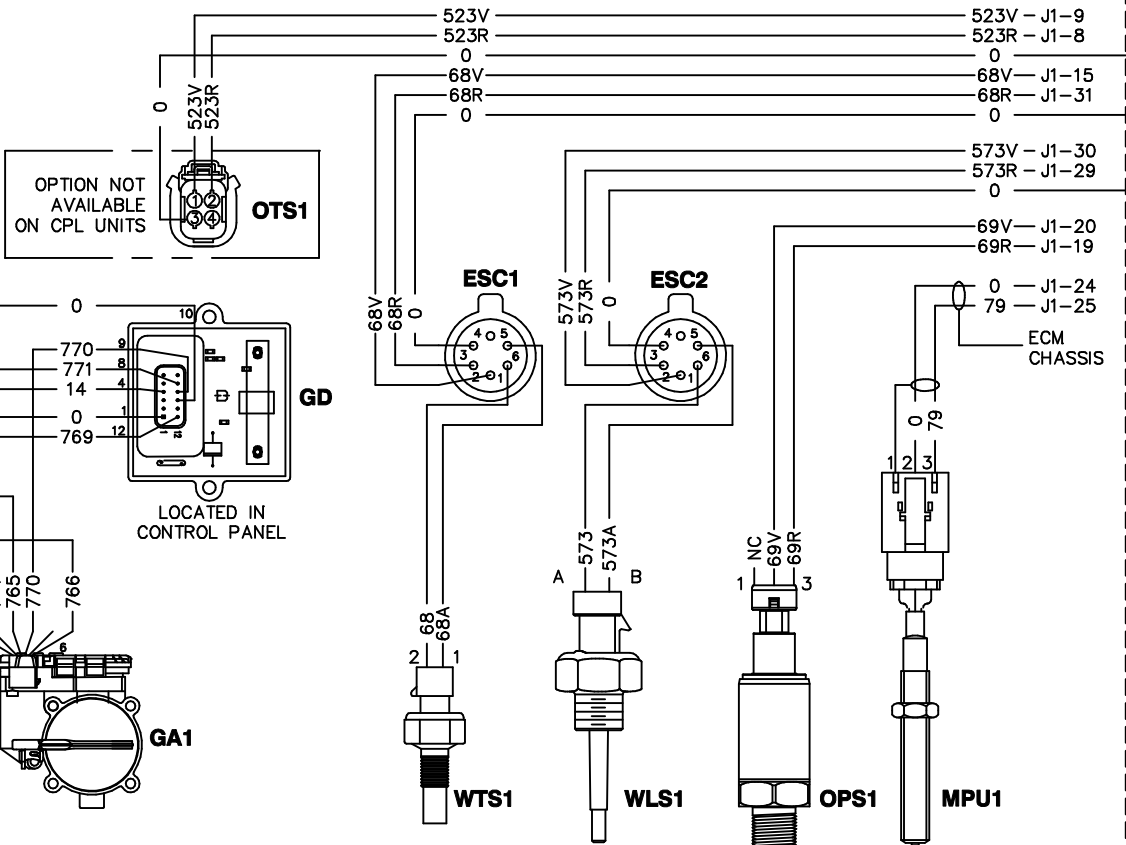 523V 523V – J1–9
523R 523R – J1–8
0 0
68V 68V – J1–15
68R 68R – J1–31
0 0
0 523V 523R
573V – J1–30
573R – J1–29
0
OPTION NOT
AVAILABLE
ON CPL UNITS
1 2
3 4
OTS1
69V – J1–20
69R – J1–19
ESC1
ESC2
68V 68R 0
573V 573R 0
0 – J1–24
79 – J1–25
ECM
CHASSIS
4 5
3 6
2 1
4 5
3 6
2 1
0 10
770 9
771 8
14 4
0 1
769 12
1 12
GD
LOCATED IN
CONTROL PANEL
0 79
1 2 3
573 573A
A B
NC 69V 69R
1 3
765 770 766
6
68 68A
2 1
GA1
WTS1
WLS1
OPS1
MPU1